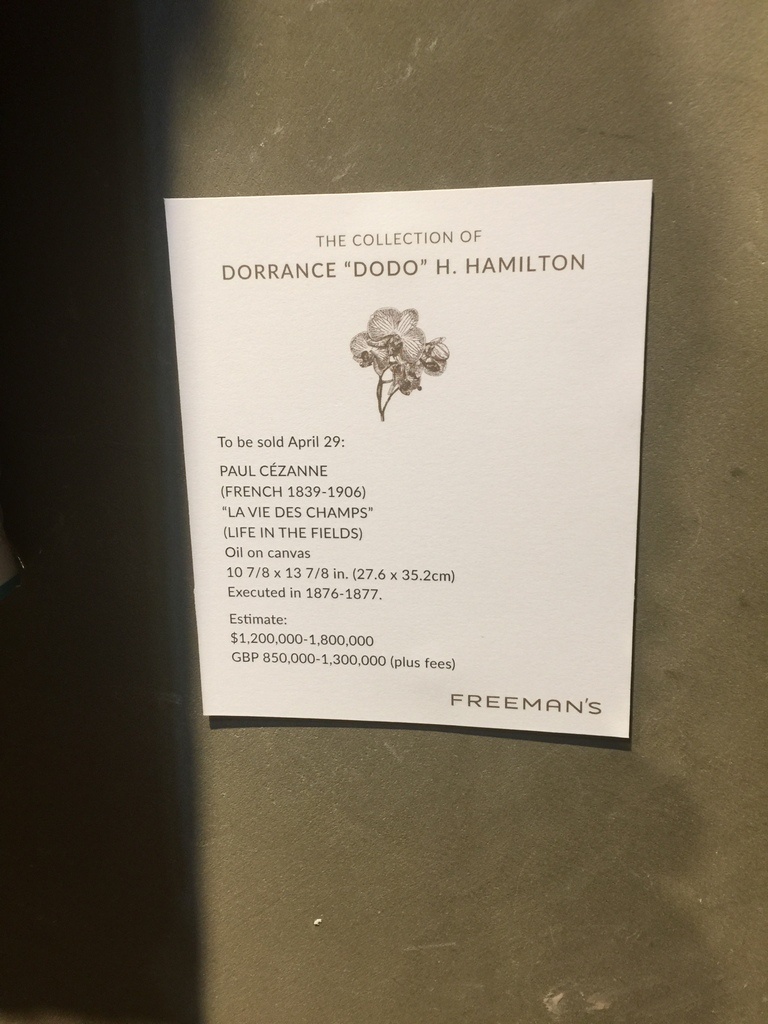 THE COLLECTION OF
DORRANCE “DODO” H. HAMILTON
To be sold April 29:
PAUL CÉZANNE
(FRENCH 1839-1906)
“LA VIE DES CHAMPS”
(LIFE IN THE FIELDS)
Oil on canvas
10 7/8 x 13 7/8 in. (27.6 x 35.2cm)
Executed in 1876-1877.
Estimate:
$1,200,000-1,800,000
GBP 850,000-1,300,000 (plus fees)
FREEMAN'S